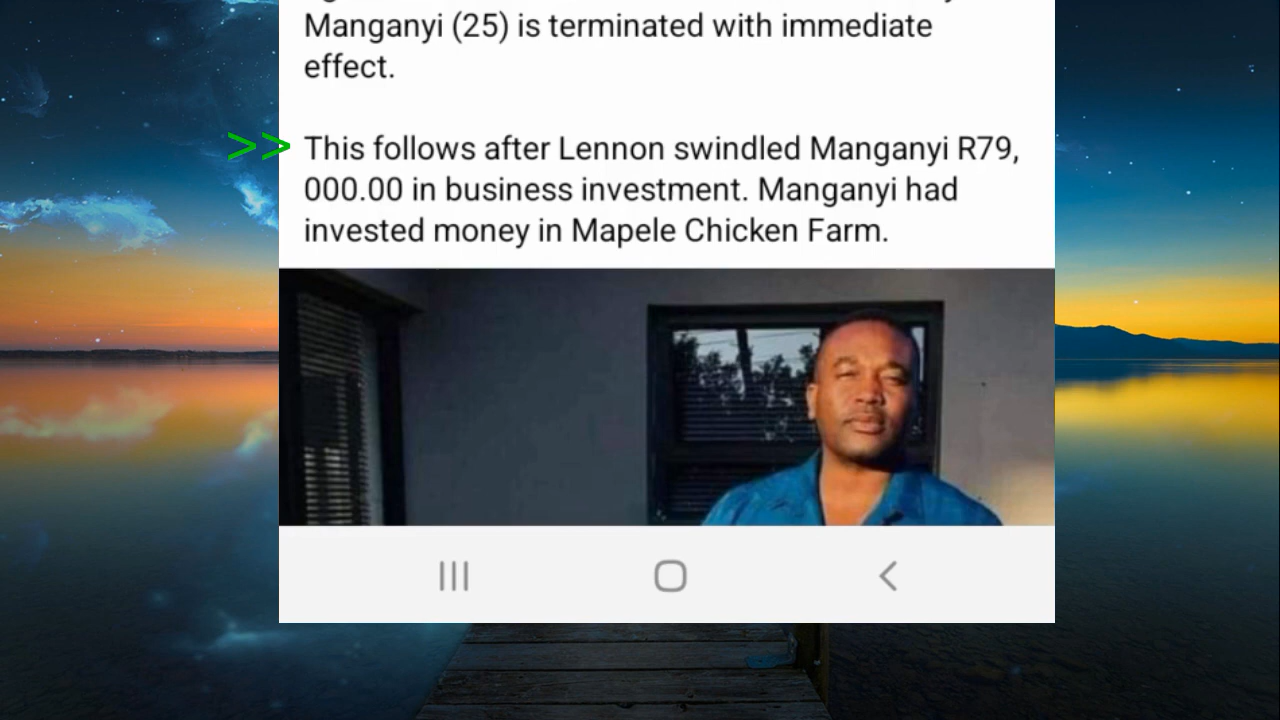 Manganyi (25) is terminated with immediate
effect.
>> This follows after Lennon swindled Manganyi R79,
000.00 in business investment. Manganyi had
invested money in Mapele Chicken Farm.